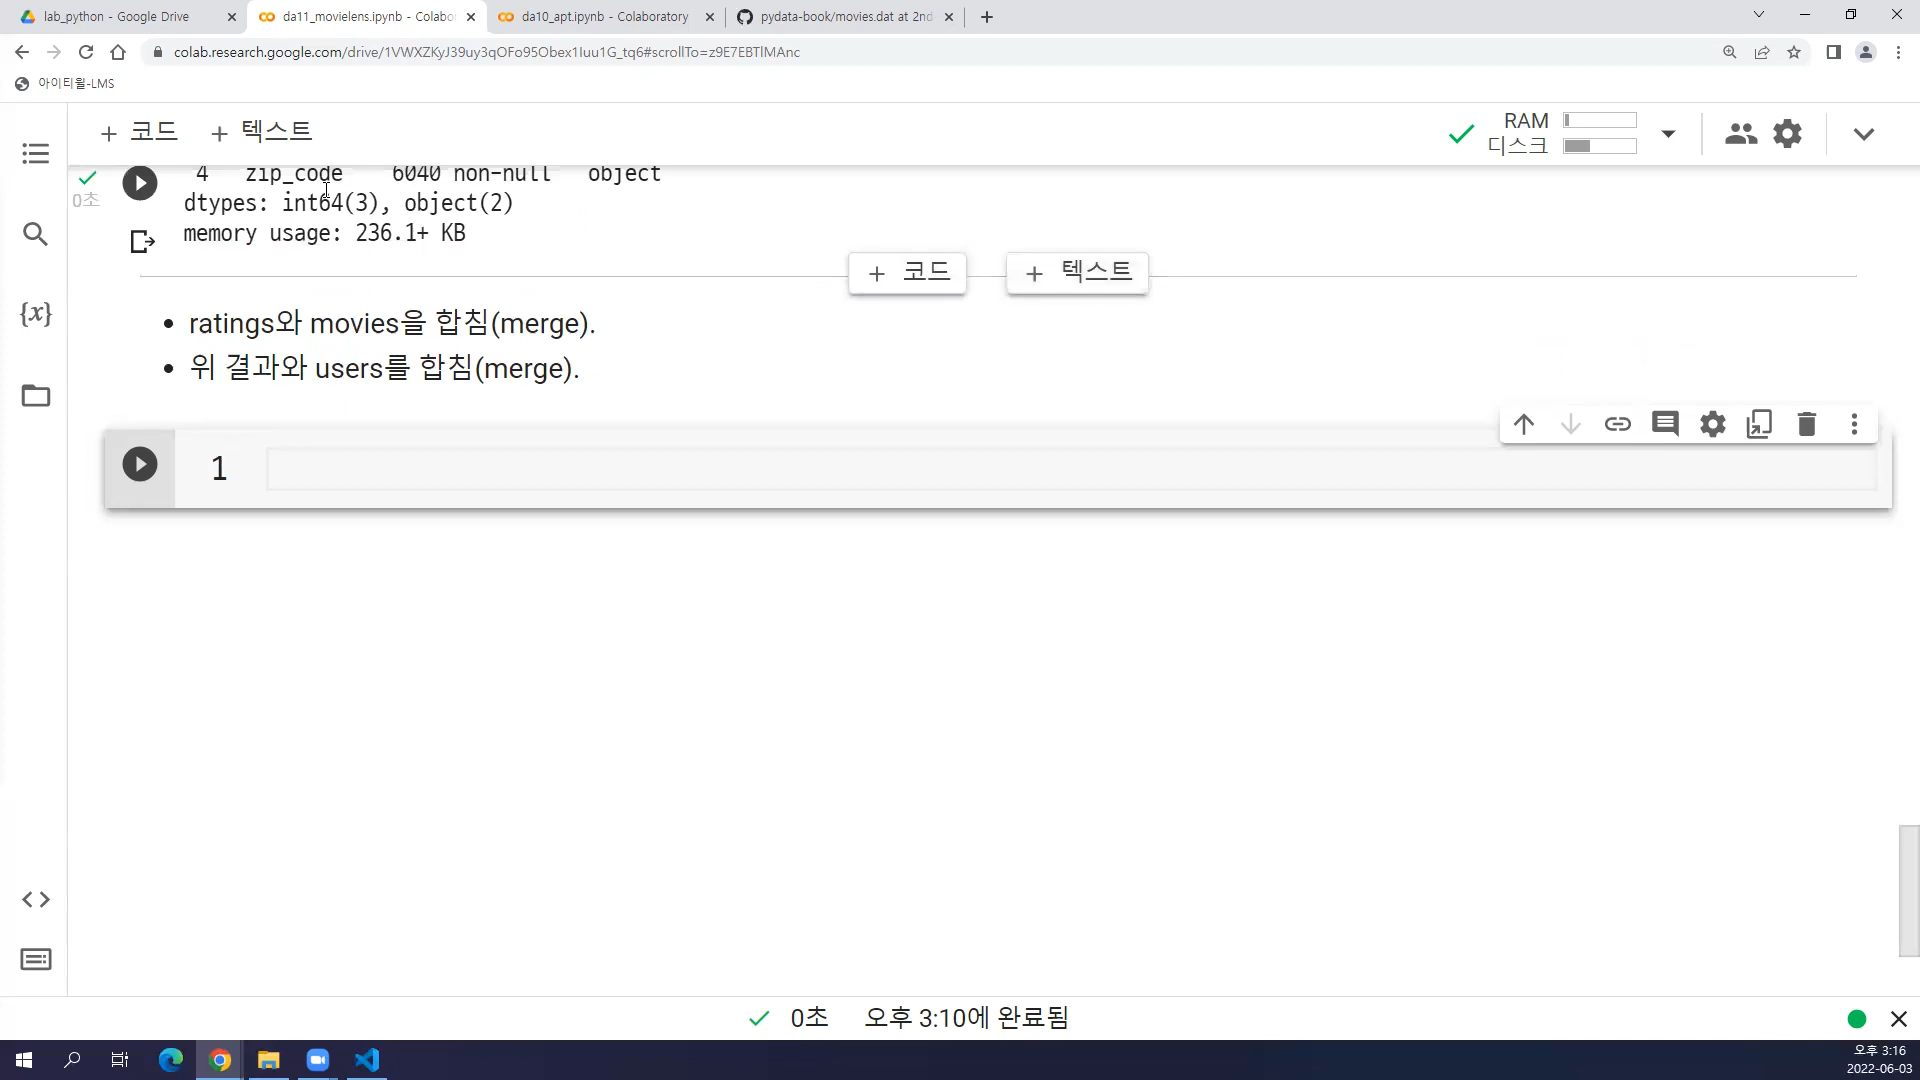 lab_python - Google Drive
da11_movielens.ipynb - Colabo
da10_apt.ipynb - Colaboratory
pydata-book/movies.dat at 2nd
colab.research.google.com/drive/1VWXZKyJ39uy3qOFo95Obex1Iuu1G_tq6#scrollTo=z9E7EBTlMAnc
아이티윌-LMS
+ 코드 + 텍스트
RAM
디스크
4 zip_code 6040 non-null object
0초
dtypes: int64(3), object(2)
memory usage: 236.1+ KB
+ 코드 + 텍스트
• ratings와 movies을 합침(merge).
• 위 결과와 users를 합침(merge).
1
0초 오후 3:10에 완료됨
오후 3:16
2022-06-03